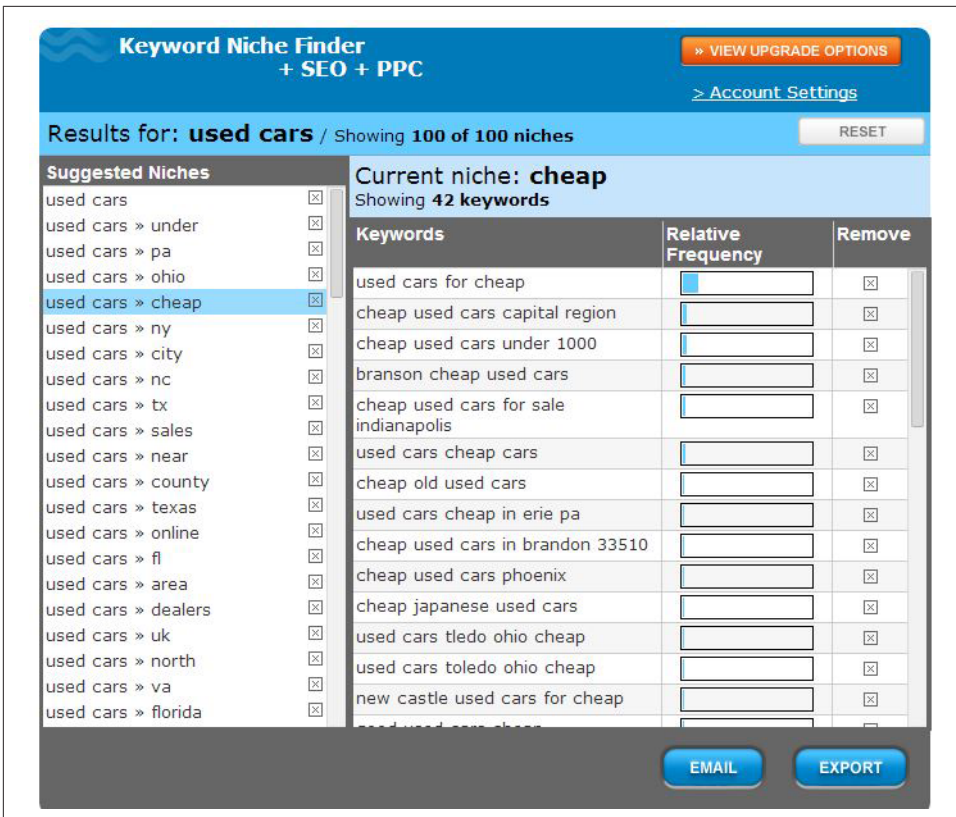 Keyword Niche Finder
+ SEO + PPC
» VIEW UPGRADE OPTIONS
> Account Settings
Results for: used cars / Showing 100 of 100 niches
RESET
Suggested Niches
used cars
used cars » under
used cars » pa
used cars » ohio
used cars » cheap
used cars » ny
used cars » city
used cars » nc
used cars » tx
used cars » sales
used cars » near
used cars » county
used cars » texas
used cars » online
used cars » fl
used cars » area
used cars » dealers
used cars » uk
used cars » north
used cars » va
used cars » florida
Current niche: cheap
Showing 42 keywords
Keywords
Relative
Frequency
Remove
used cars for cheap
cheap used cars capital region
cheap used cars under 1000
branson cheap used cars
cheap used cars for sale
indianapolis
used cars cheap cars
cheap old used cars
used cars cheap in erie pa
cheap used cars in brandon 33510
cheap used cars phoenix
cheap japanese used cars
used cars tledo ohio cheap
used cars toledo ohio cheap
new castle used cars for cheap
EMAIL
EXPORT